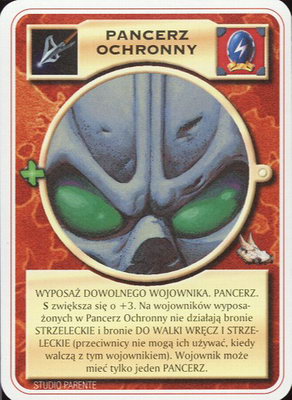 PANCERZ
OCHRONNY
WYPOSAŻ DOWOLNEGO WOJOWNIKA. PANCERZ.
S zwiększa się o +3. Na wojowników wyposa-
żonych w Pancerz Ochronny nie działają bronie
STRZELECKIE i bronie DO WALKI WRĘCZ I STRZE-
LECKIE (przeciwnicy nie mogą ich używać, kiedy
walczą z tym wojownikiem). Wojownik może
mieć tylko jeden PANCERZ.
STUDIO PARENTE